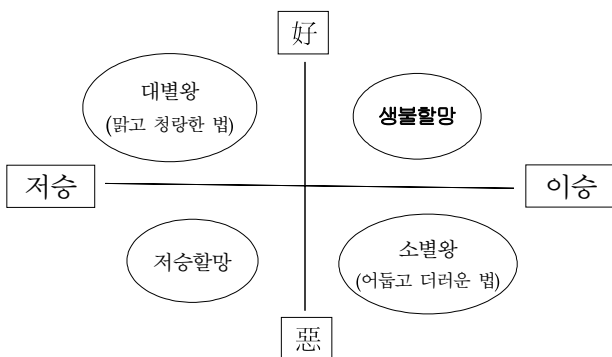 好
대별왕
(맑고 청랑한 법)
생불할망
저승
이승
저승할망
소별왕
(어둡고 더러운 법)
惡